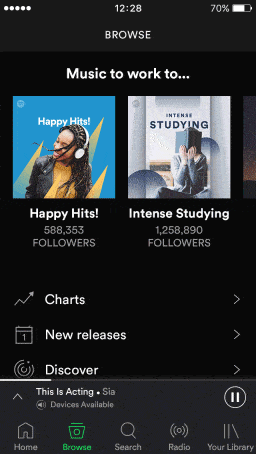 12:28
70%
BROWSE
Music to work to...
Happy Hits!
INTENSE
STUDYING
Happy Hits!
588,353
FOLLOWERS
Intense Studying
1,258,890
FOLLOWERS
Charts
1
New releases
Discover
This Is Acting • Sia
Devices Available
Home
Browse
Search
Radio
Your Library